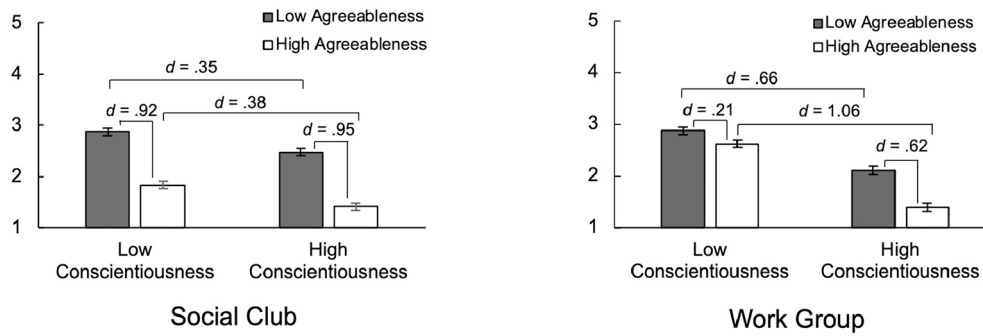 5
4
3
2
1
Low Agreeableness
High Agreeableness
d = .35
d = .92
d = .38
d = .95
Low
Conscientiousness
High
Conscientiousness
Social Club
5
4
3
2
1
Low Agreeableness
High Agreeableness
d = .66
d = .21
d = 1.06
d = .62
Low
Conscientiousness
High
Conscientiousness
Work Group